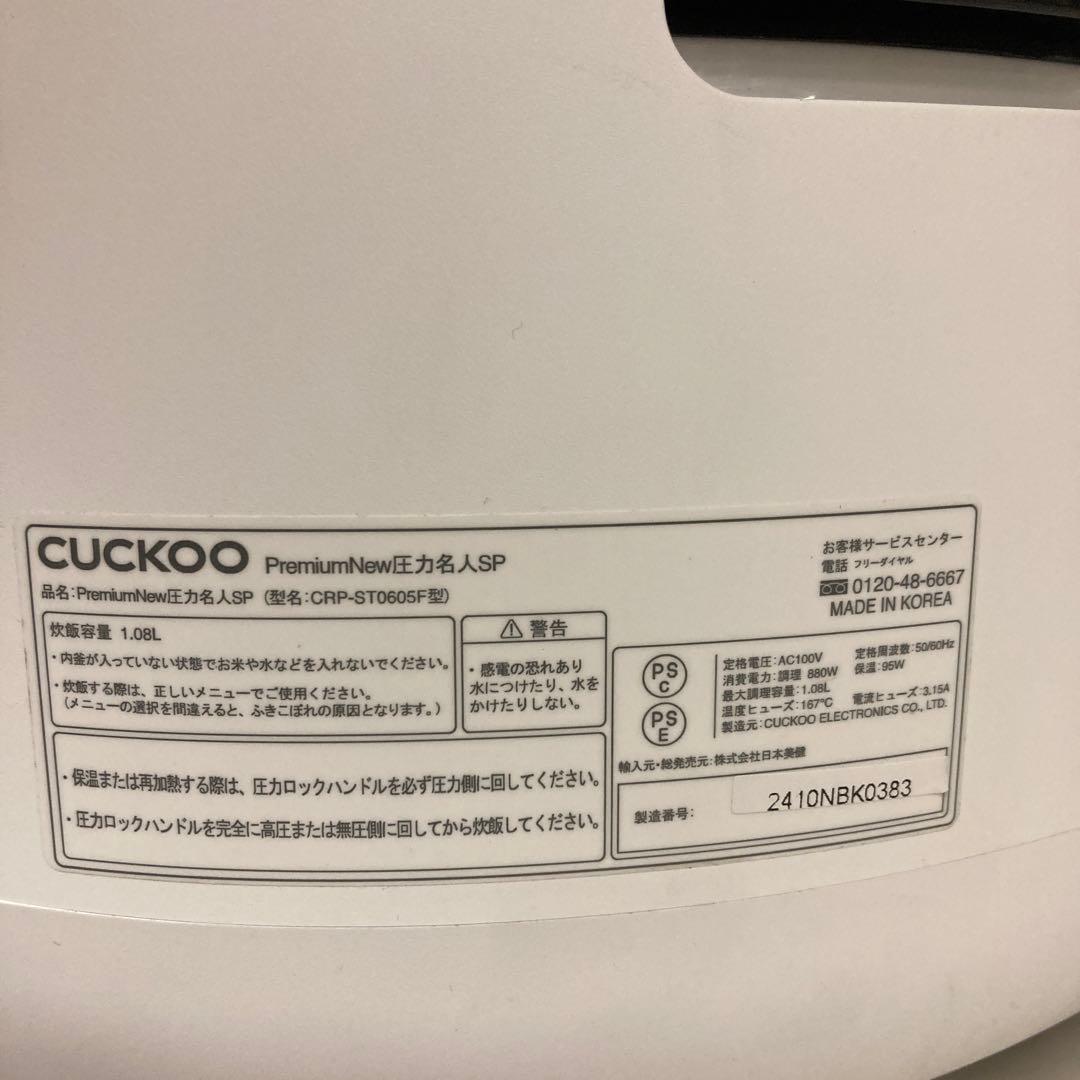 CUCKOO PremiumNew圧力名人SP
品名:PremiumNew圧力名人SP (型名:CRP-ST0605F型)
お客様サービスセンター
電話 フリーダイヤル
0120-48-6667
MADE IN KOREA
炊飯容量 1.08L
・内釜が入っていない状態でお米や水などを入れないでください。
・炊飯する際は、正しいメニューでご使用ください。
(メニューの選択を間違えると、ふきこぼれの原因となります。)
⚠ 警告
・感電の恐れあり
水につけたり、水を
かけたりしない。
・保温または再加熱する際は、圧力ロックハンドルを必ず圧力側に回してください。
・圧力ロックハンドルを完全に高圧または無圧側に回してから炊飯してください。
PS
C
PS
E
定格電圧:AC100V 定格周波数:50/60Hz
消費電力:調理 880W 保温:95W
最大調理容量:1.08L
温度ヒューズ:167℃ 電流ヒューズ:3.15A
製造元:CUCKOO ELECTRONICS CO., LTD.
輸入元・総発売元:株式会社日本美健
製造番号: 2410NBK0383